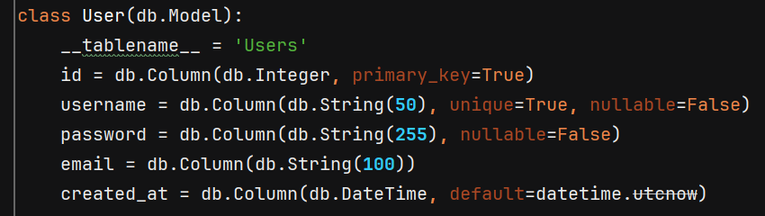 class User(db.Model):
    __tablename__ = 'Users'
    id = db.Column(db.Integer, primary_key=True)
    username = db.Column(db.String(50), unique=True, nullable=False)
    password = db.Column(db.String(255), nullable=False)
    email = db.Column(db.String(100))
    created_at = db.Column(db.DateTime, default=datetime.utcnow)